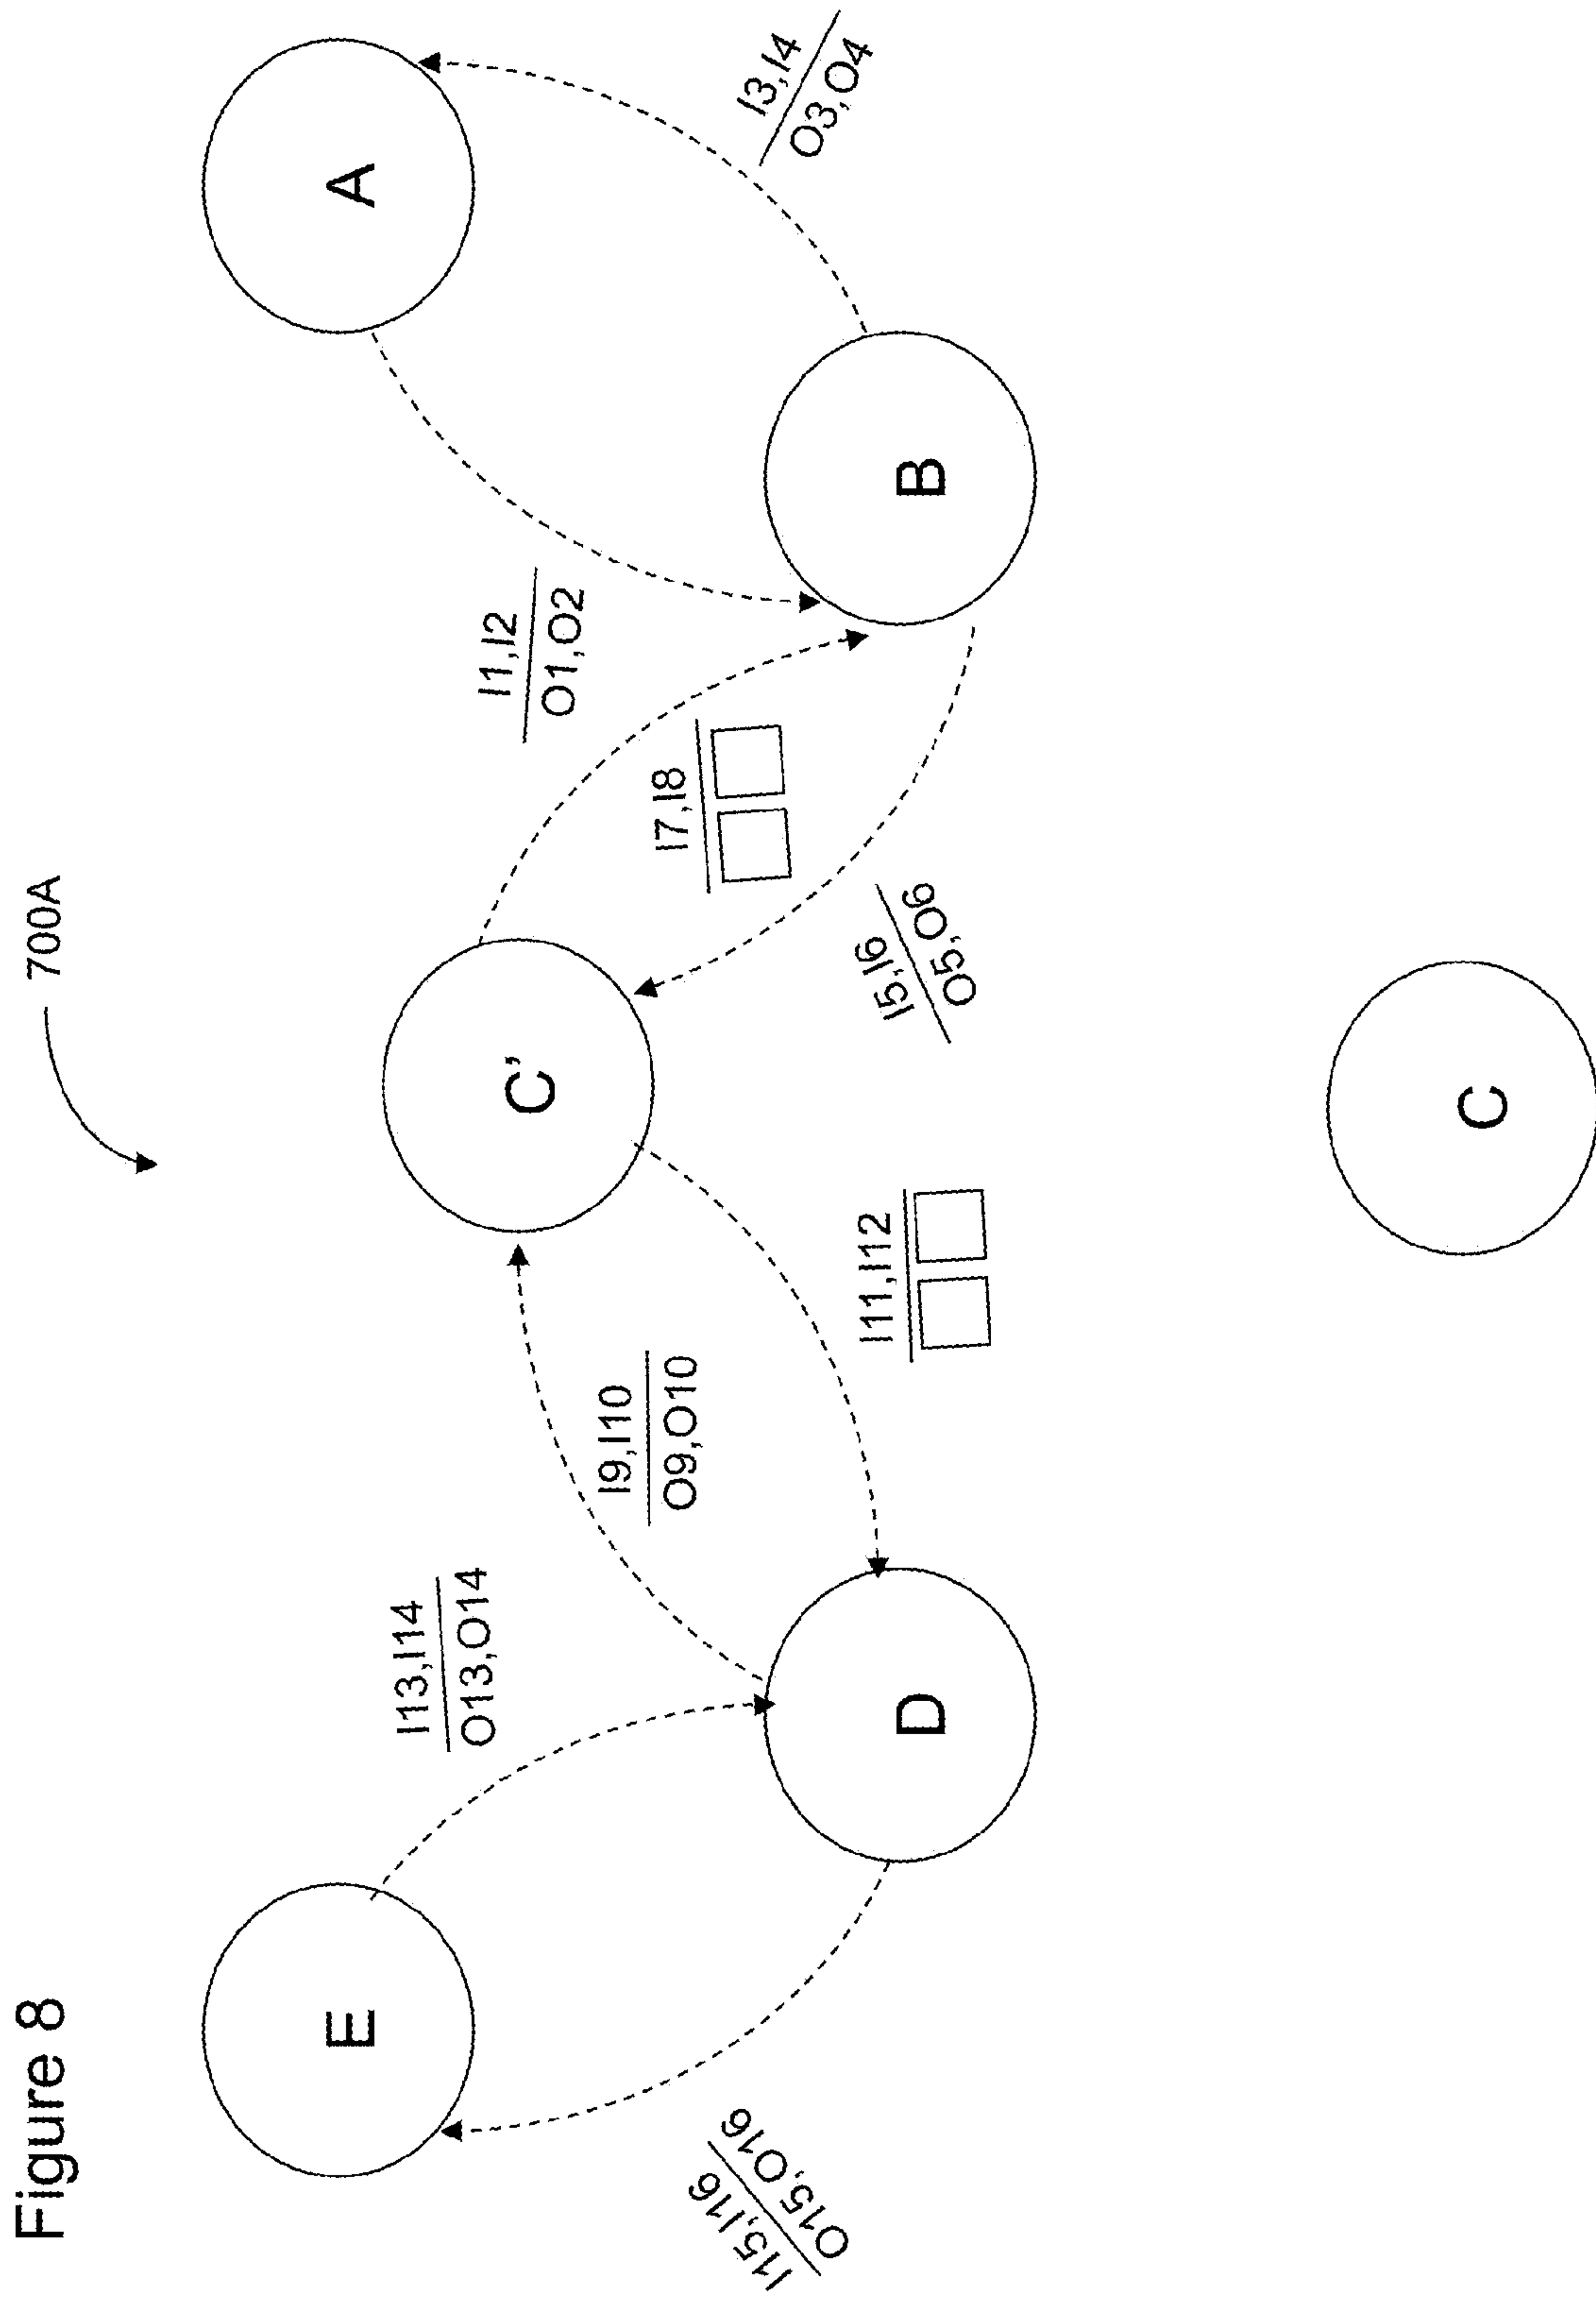 Figure 8
700A
E
I13,I14
O13,O14
I15,I16
O15,O16
D
I9,I10
O9,O10
I11,I12
C’
I7,I8
I5,I6
O5,O6
I1,I2
O1,O2
B
A
I3,I4
O3,O4
C